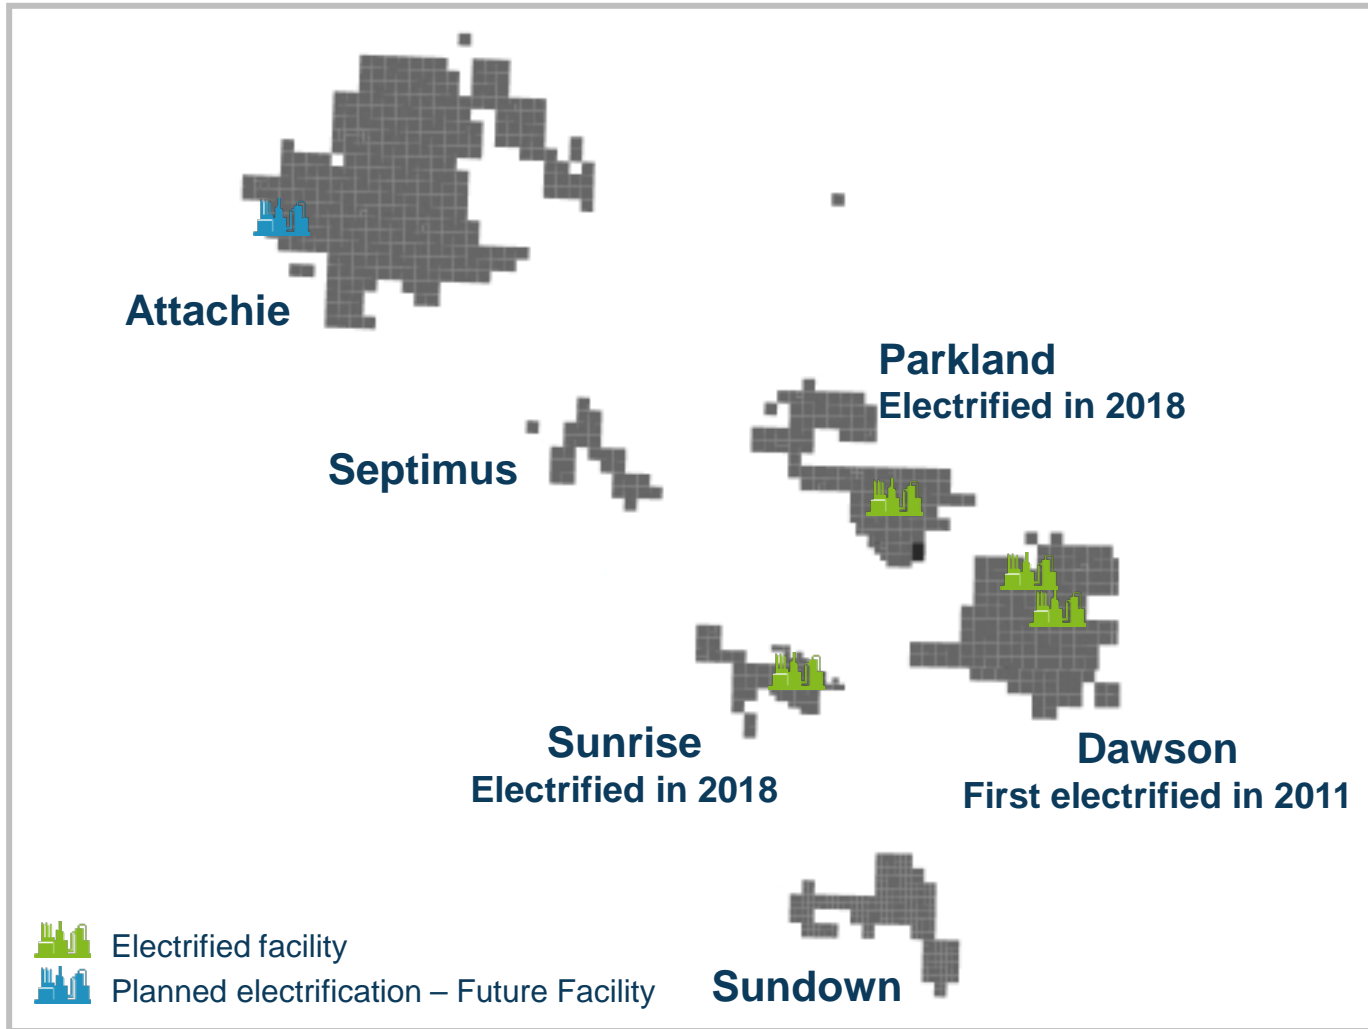 Attachie
Parkland
Electrified in 2018
Septimus
Sunrise
Electrified in 2018
Dawson
First electrified in 2011
Sundown
Electrified facility
Planned electrification – Future Facility